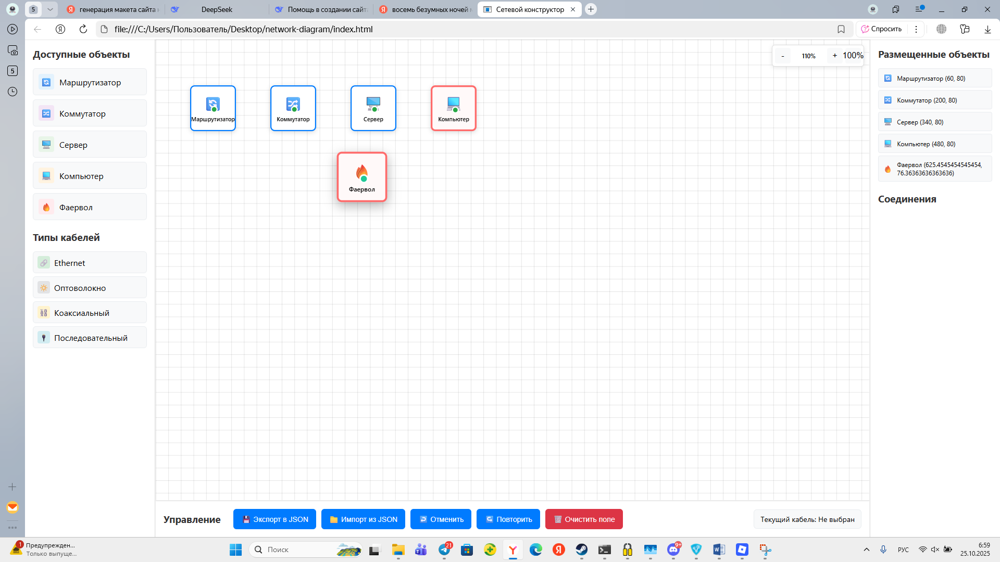 5
генерация макета сайта
DeepSeek
Помощь в создании сайт
восемь безумных ночей
Сетевой конструктор
file:///C:/Users/Пользователь/Desktop/network-diagram/index.html
Спросить
5
Доступные объекты
Маршрутизатор
Коммутатор
Сервер
Компьютер
Фаервол
Типы кабелей
Ethernet
Оптоволокно
Коаксиальный
Последовательный
- 110% + 100%
Маршрутизатор
Коммутатор
Сервер
Компьютер
Фаервол
Размещенные объекты
Маршрутизатор (60, 80)
Коммутатор (200, 80)
Сервер (340, 80)
Компьютер (480, 80)
Фаервол (625.4545454545454,
76.36363636363636)
Соединения
Управление
Экспорт в JSON
Импорт из JSON
Отменить
Повторить
Очистить поле
Текущий кабель: Не выбран
1
Предупрежден...
Только выпуще...
Поиск
21
9+
РУС
6:59
25.10.2025